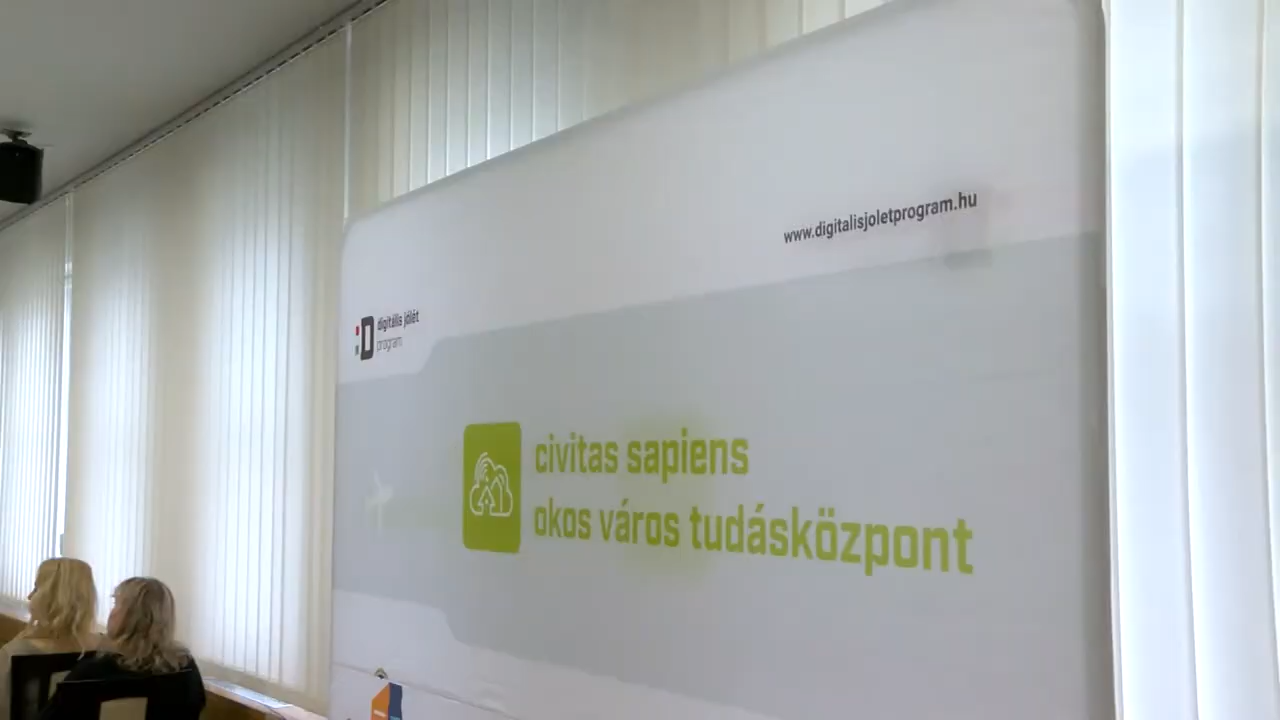 www.digitalisjoletprogram.hu
digitális jólét
program
civitas sapiens
okos város tudásközpont